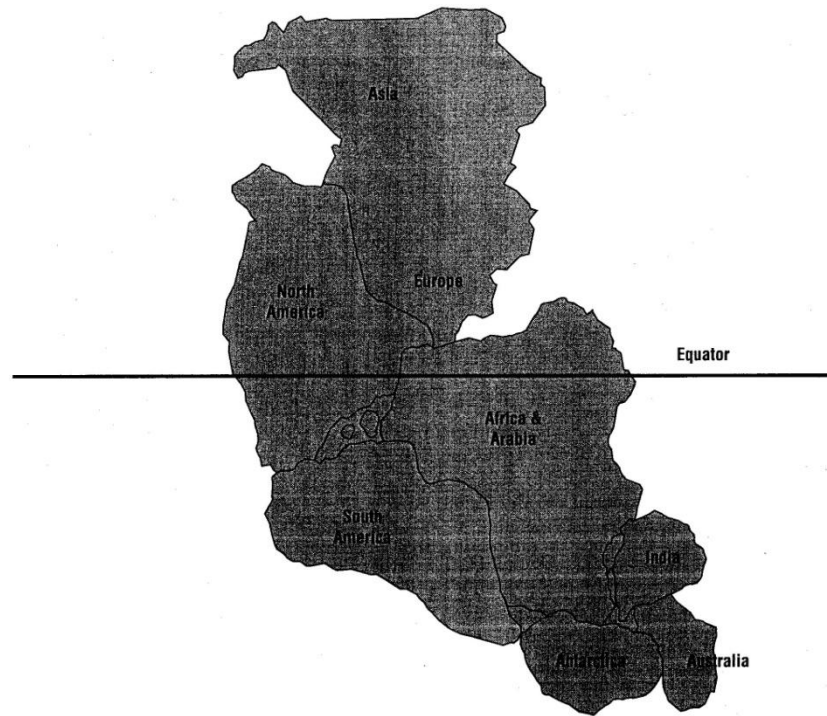 Asia
Europe
North
America
Equator
Africa &
Arabia
South
America
India
Antarctica
Australia